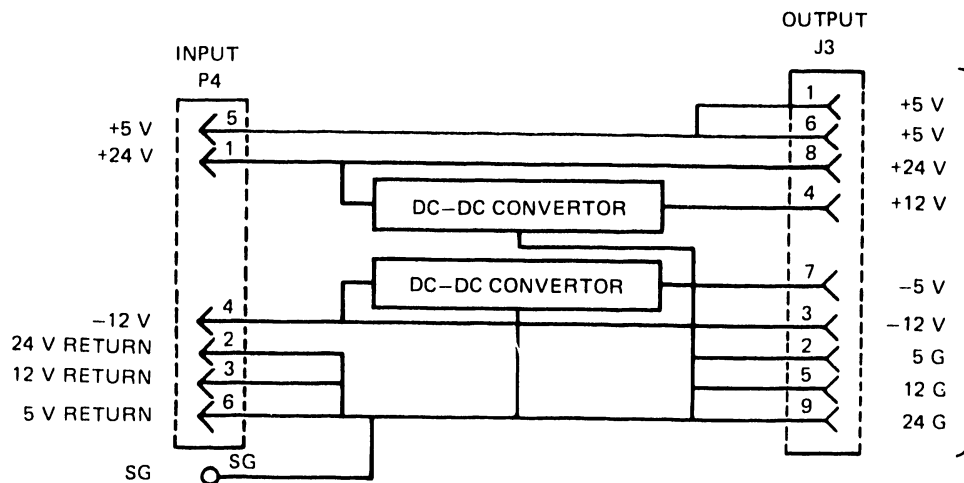 INPUT
P4
OUTPUT
J3
+5 V 5 1 +5 V
6 +5 V
+24 V 1 8 +24 V
DC–DC CONVERTOR 4 +12 V
DC–DC CONVERTOR 7 –5 V
–12 V 4 3 –12 V
24 V RETURN 2 2 5 G
12 V RETURN 3 5 12 G
5 V RETURN 6 9 24 G
SG SG